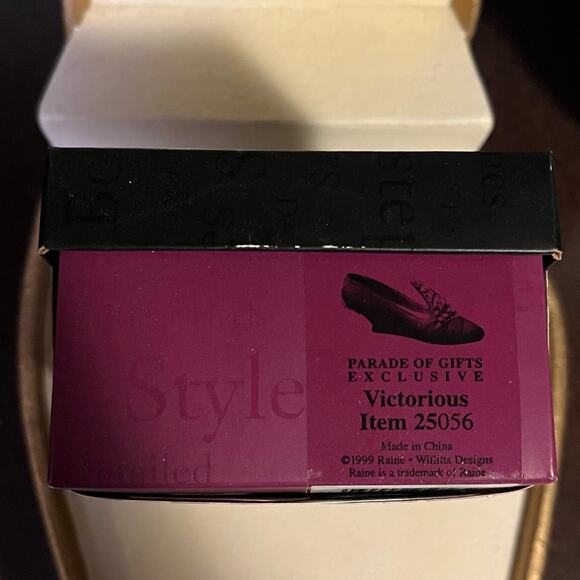 Style
PARADE OF GIFTS
EXCLUSIVE
Victorious
Item 25056
Made in China
©1999 Raine • Willitts Designs
Raine is a trademark of Raine